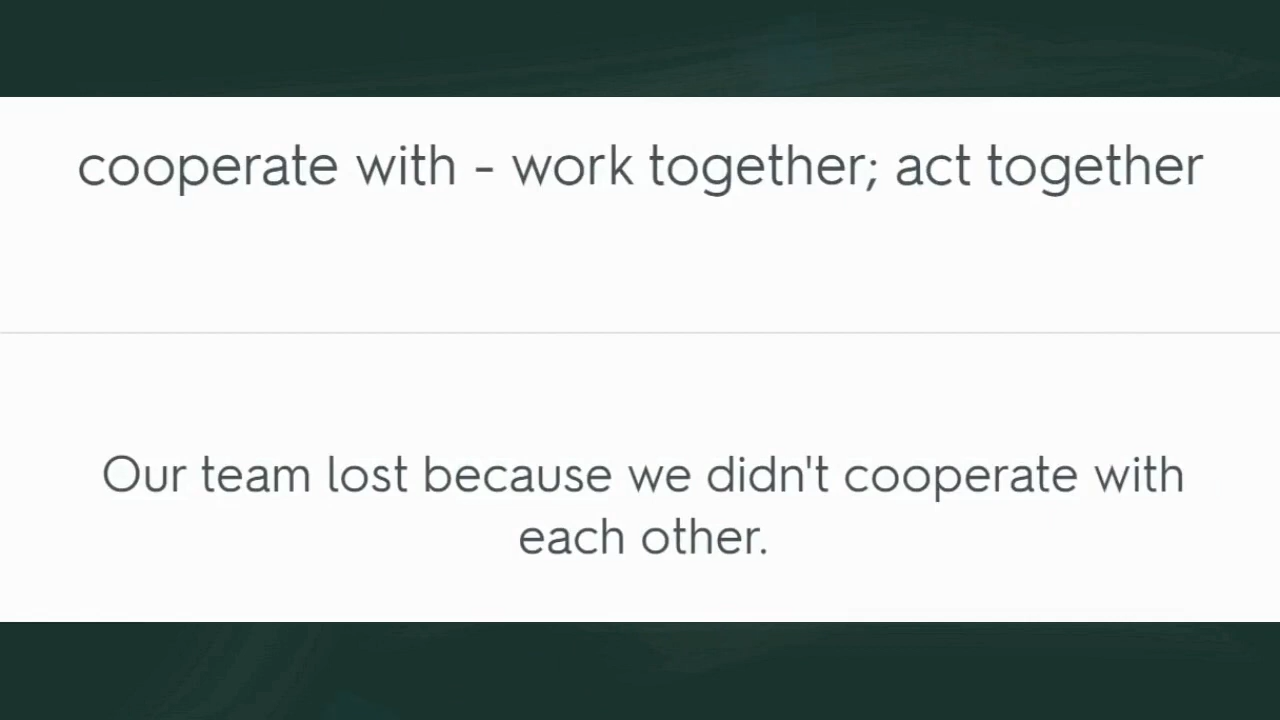 cooperate with - work together; act together
Our team lost because we didn't cooperate with
each other.